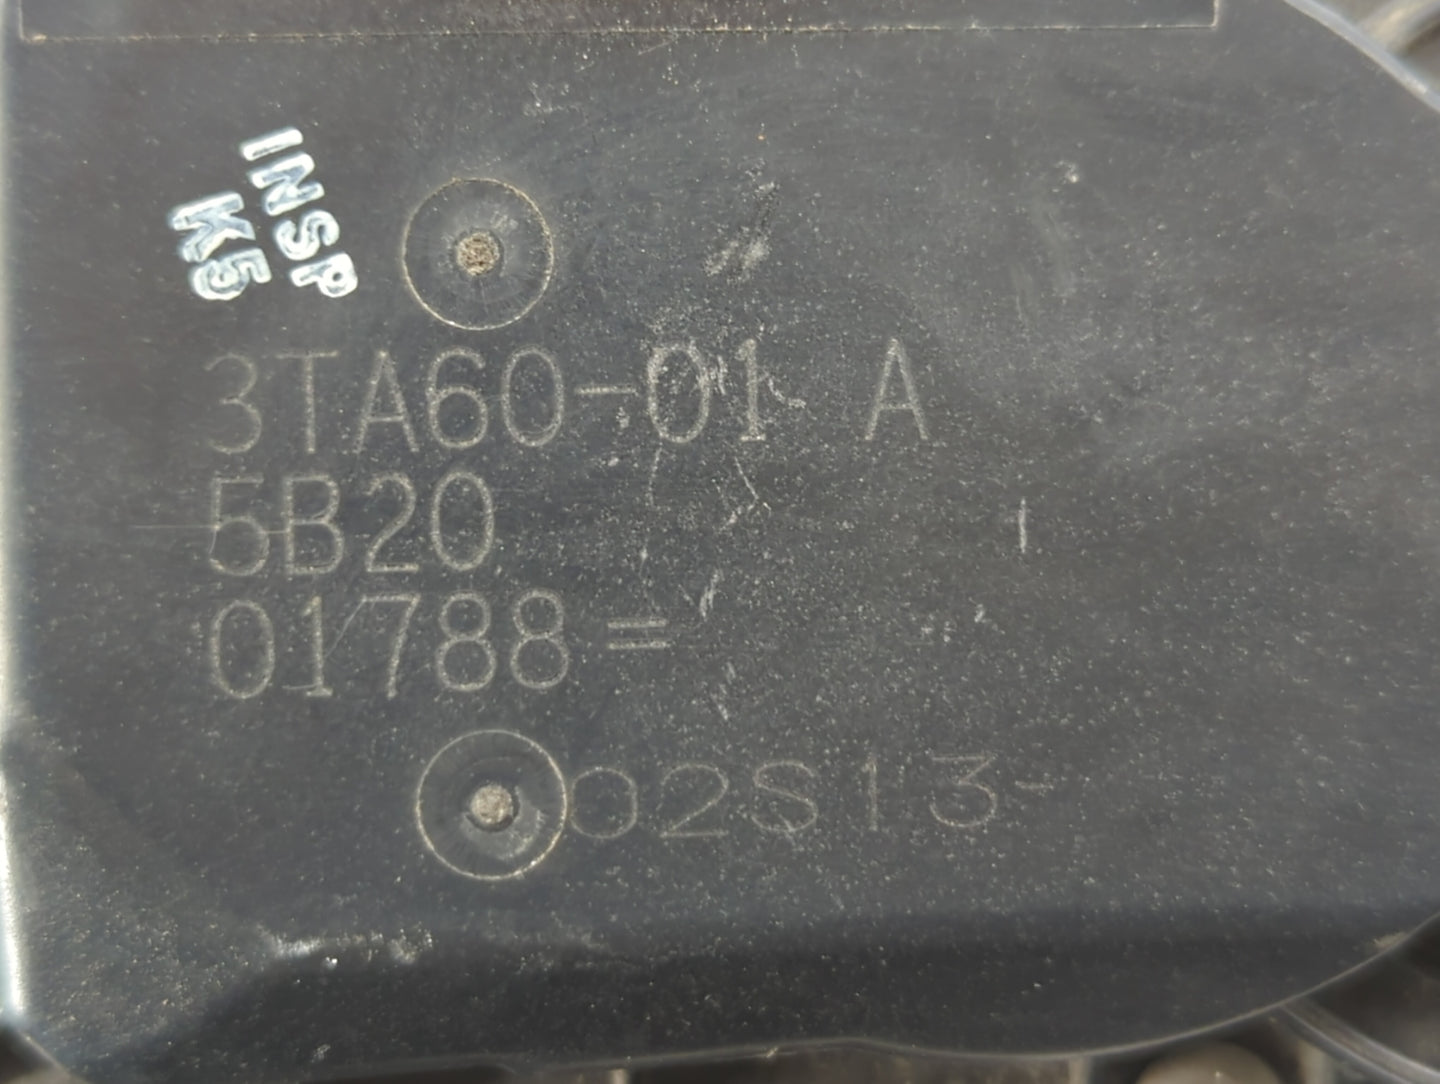 INSP
K5
3TA60-01 A
5B20
01788=
02S13-